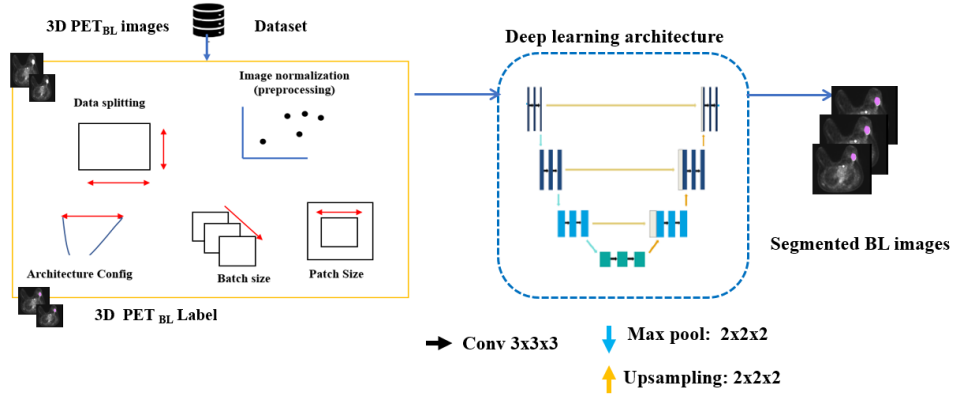 3D PETBL images
Dataset
Deep learning architecture
Image normalization
(preprocessing)
Data splitting
Architecture Config
Batch size
Patch Size
Segmented BL images
3D PET BL Label
Conv 3x3x3
Max pool: 2x2x2
Upsampling: 2x2x2